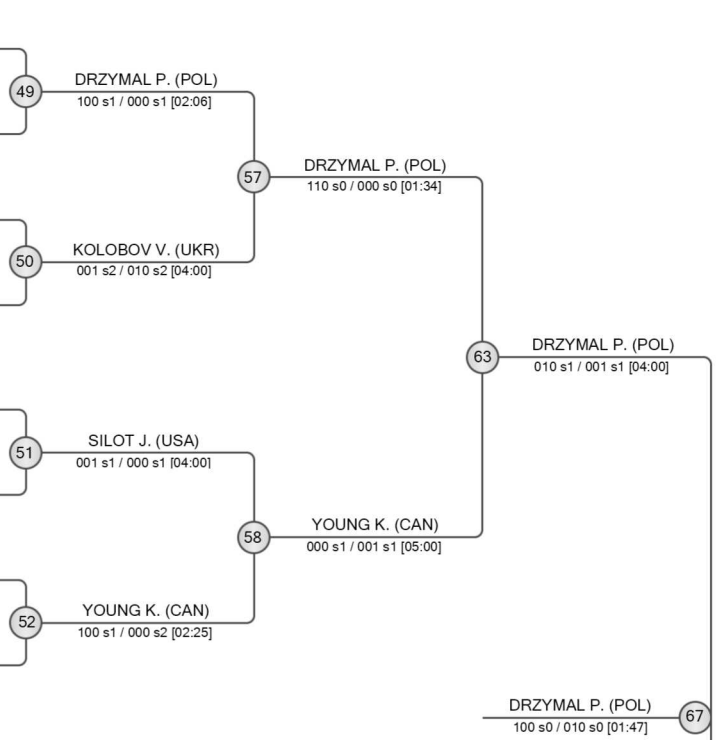 49
DRZYMAL P. (POL)
100 s1 / 000 s1 [02:06]
57
DRZYMAL P. (POL)
110 s0 / 000 s0 [01:34]
50
KOLOBOV V. (UKR)
001 s2 / 010 s2 [04:00]
63
DRZYMAL P. (POL)
010 s1 / 001 s1 [04:00]
51
SILOT J. (USA)
001 s1 / 000 s1 [04:00]
58
YOUNG K. (CAN)
000 s1 / 001 s1 [05:00]
52
YOUNG K. (CAN)
100 s1 / 000 s2 [02:25]
DRZYMAL P. (POL)
100 s0 / 010 s0 [01:47]
67